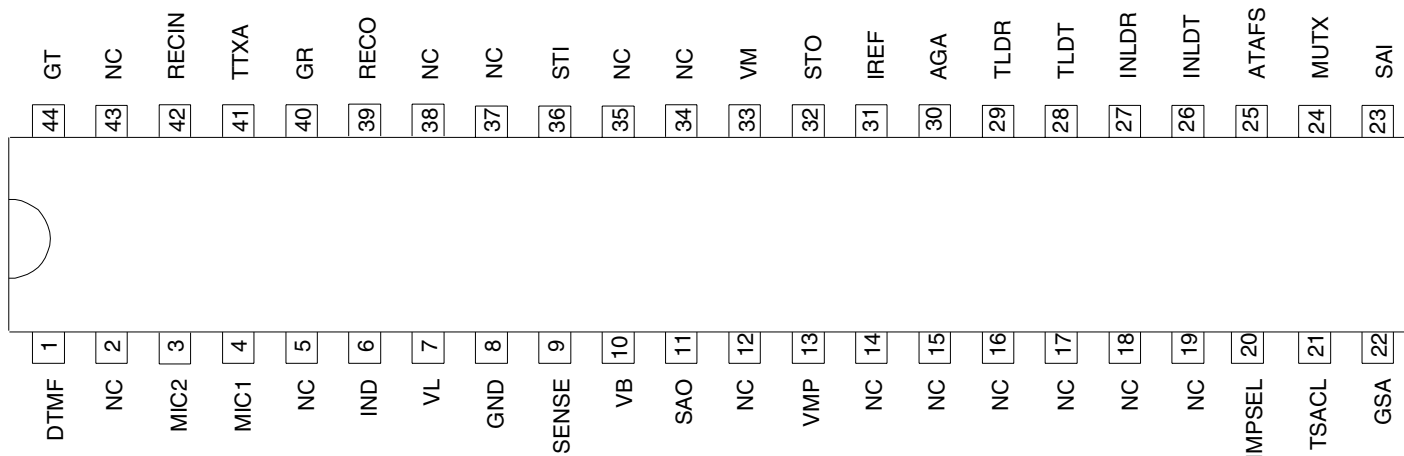 GT NC RECIN TTXA GR RECO NC NC STI NC NC VM STO IREF AGA TLDR TLDT INLDR INLDT ATAFS MUTX SAI
44 43 42 41 40 39 38 37 36 35 34 33 32 31 30 29 28 27 26 25 24 23
1 2 3 4 5 6 7 8 9 10 11 12 13 14 15 16 17 18 19 20 21 22
DTMF NC MIC2 MIC1 NC IND VL GND SENSE VB SAO NC VMP NC NC NC NC NC NC IMPSEL TSACL GSA